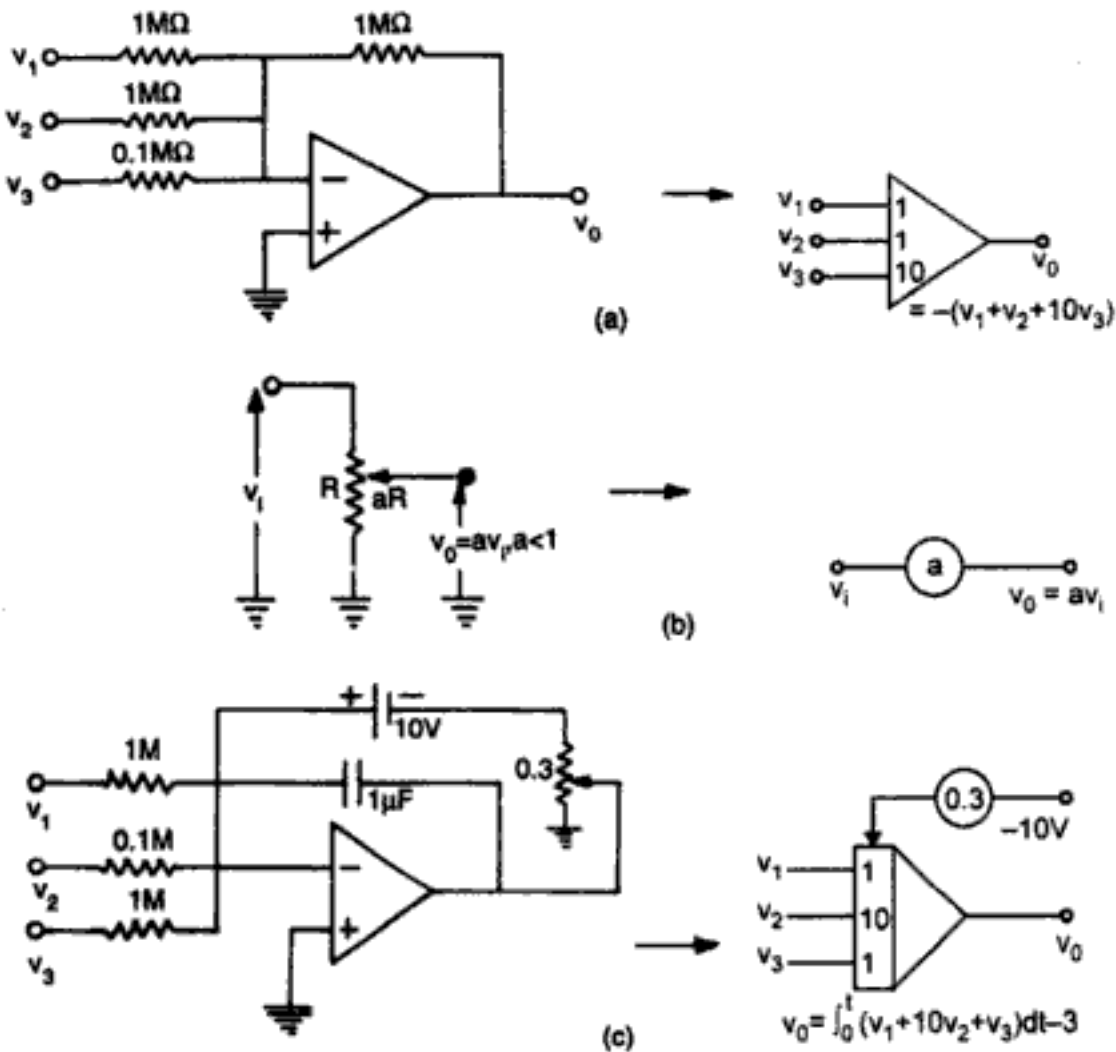 1MΩ 1MΩ
v₁
1MΩ
v₂
0.1MΩ
v₃
−
+
v₀
v₁ 1
v₂ 1
v₃ 10
v₀
= –(v₁+v₂+10v₃)
(a)
vᵢ
R
aR
v₀=avᵢ,a<1
a
vᵢ
v₀ = avᵢ
(b)
+ −
10V
1M
v₁
1μF
0.3
0.1M
v₂
1M
v₃
−
+
0.3
–10V
v₁ 1
v₂ 10
v₃ 1
v₀
v₀= ∫₀ᵗ (v₁+10v₂+v₃)dt–3
(c)